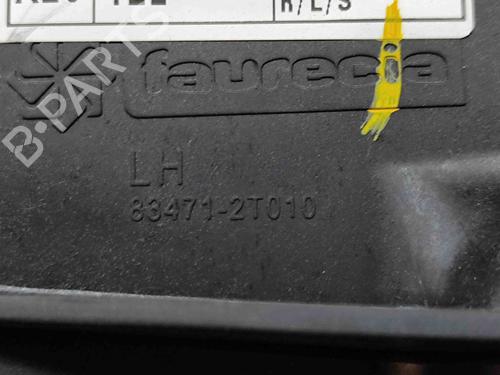 R/L/S
faurecia
B-PARTS
LH
83471-2T010